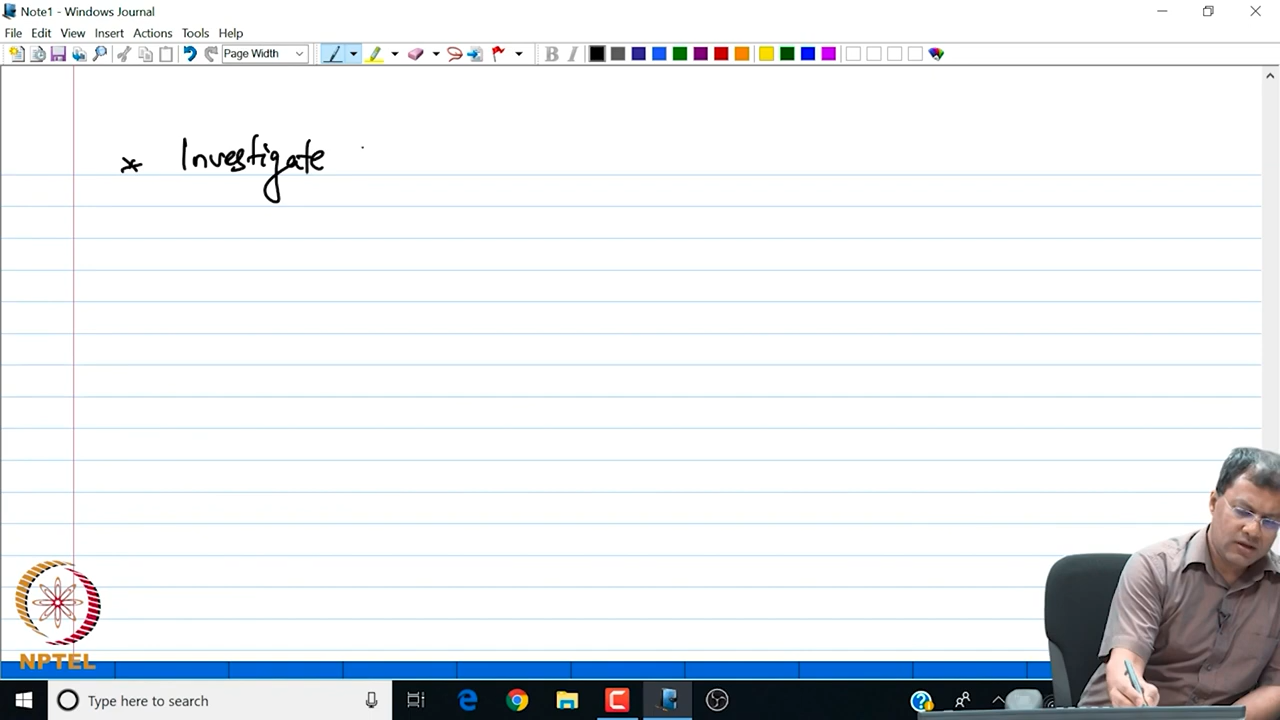 Note1 - Windows Journal
File Edit View Insert Actions Tools Help
Page Width B I
* Investigate
NPTEL
Type here to search